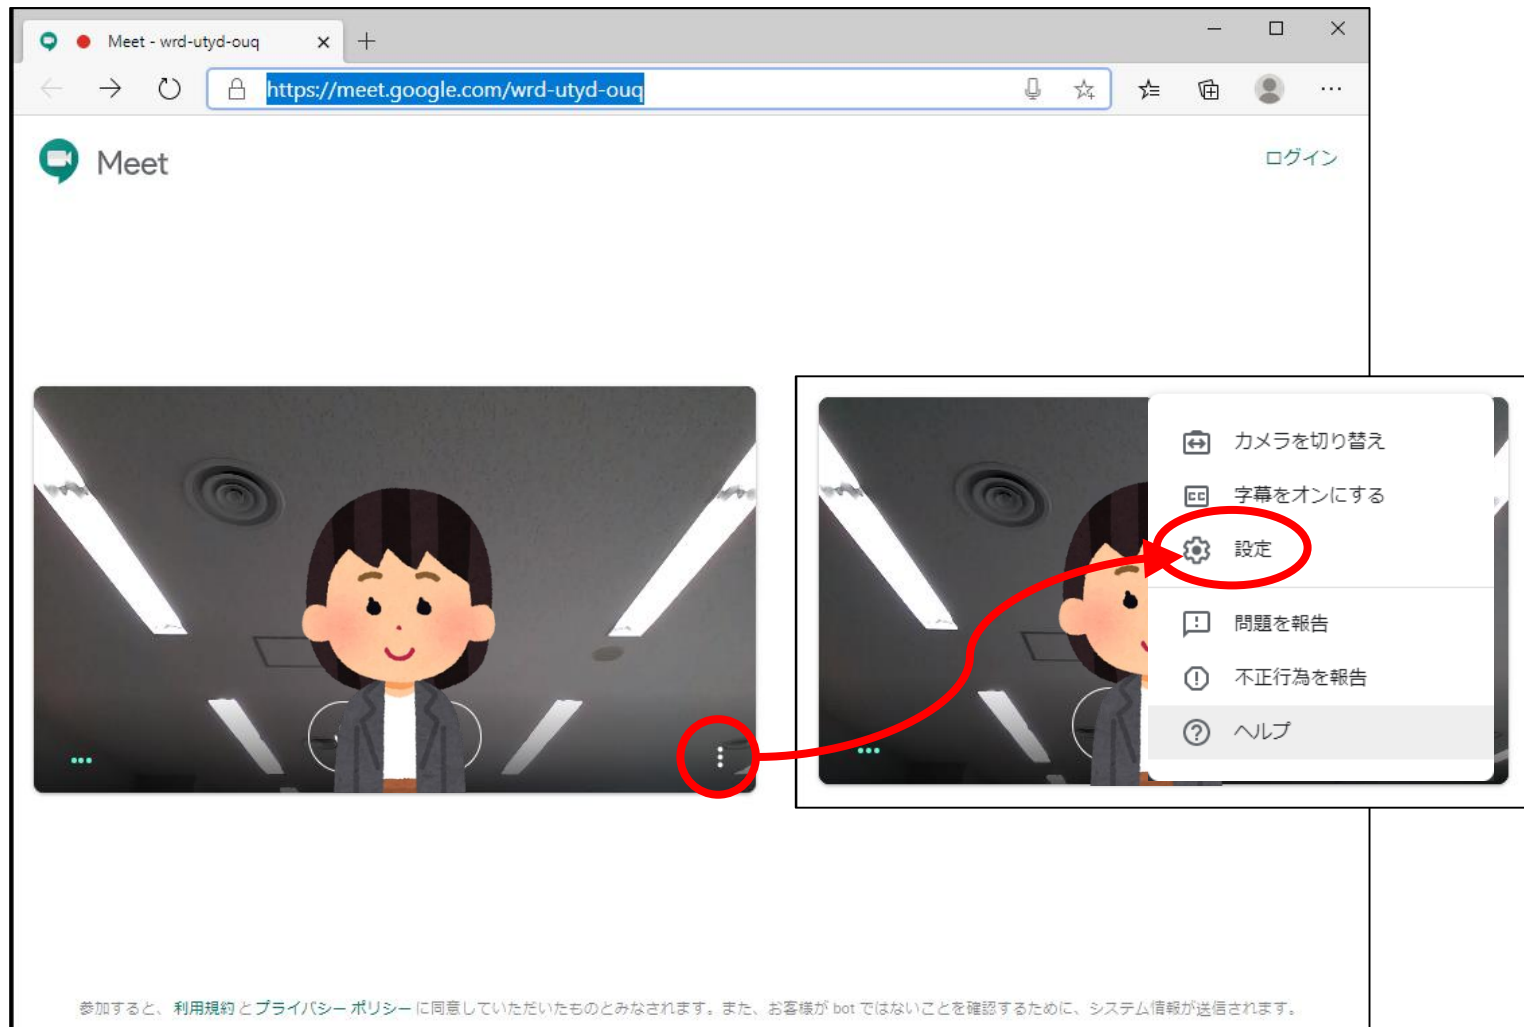 Meet - wrd-utyd-ouq
https://meet.google.com/wrd-utyd-ouq
Meet
ログイン
カメラを切り替え
字幕をオンにする
設定
問題を報告
不正行為を報告
ヘルプ
参加すると、利用規約とプライバシー ポリシーに同意していただいたものとみなされます。また、お客様が bot ではないことを確認するために、システム情報が送信されます。